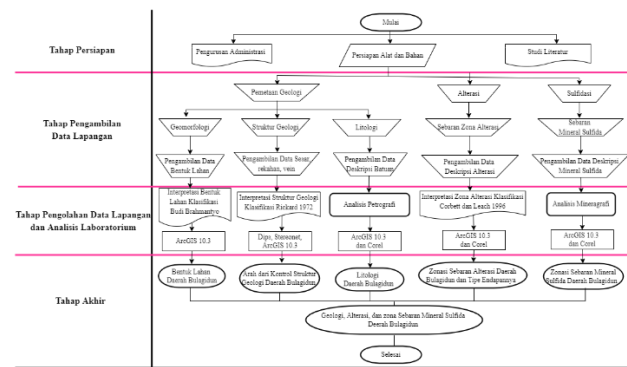 Mulai
Tahap Persiapan
Pengurusan Administrasi
Persiapan Alat dan Bahan
Studi Literatur
Tahap Pengambilan
Data Lapangan
Pemetaan Geologi
Alterasi
Sulfidasi
Geomorfologi
Struktur Geologi
Litologi
Sebaran Zona Alterasi
Sebaran
Mineral Sulfida
Pengambilan Data
Bentuk Lahan
Pengambilan Data Sesar,
rekahan, vein
Pengambilan Data
Deskripsi Batuan
Pengambilan Data
Deskripsi Alterasi
Pengambilan Data Deskripsi
Mineral Sulfida
Tahap Pengolahan Data Lapangan
dan Analisis Laboratorium
Interpretasi Bentuk
Lahan Klasifikasi
Budi Brahmantyo
Interpretasi Struktur Geologi
Klasifikasi Rickard 1972
Analisis Petrografi
Interpretasi Zona Alterasi Klasifikasi
Corbett dan Leach 1996
Analisis Mineragrafi
ArcGIS 10.3
Dips, Stereonet,
ArcGIS 10.3
ArcGIS 10.3
dan Corel
ArcGIS 10.3
dan Corel
ArcGIS 10.3
dan Corel
Tahap Akhir
Bentuk Lahan
Daerah Bulagidun
Arah dari Kontrol Struktur
Geologi Daerah Bulagidun
Litologi
Daerah Bulagidun
Zonasi Sebaran Alterasi Daerah
Bulagidun dan Tipe Endapannya
Zonasi Sebaran Mineral
Sulfida Daerah Bulagidun
Geologi, Alterasi, dan zona Sebaran Mineral Sulfida
Deerah Bulagidun
Selesai